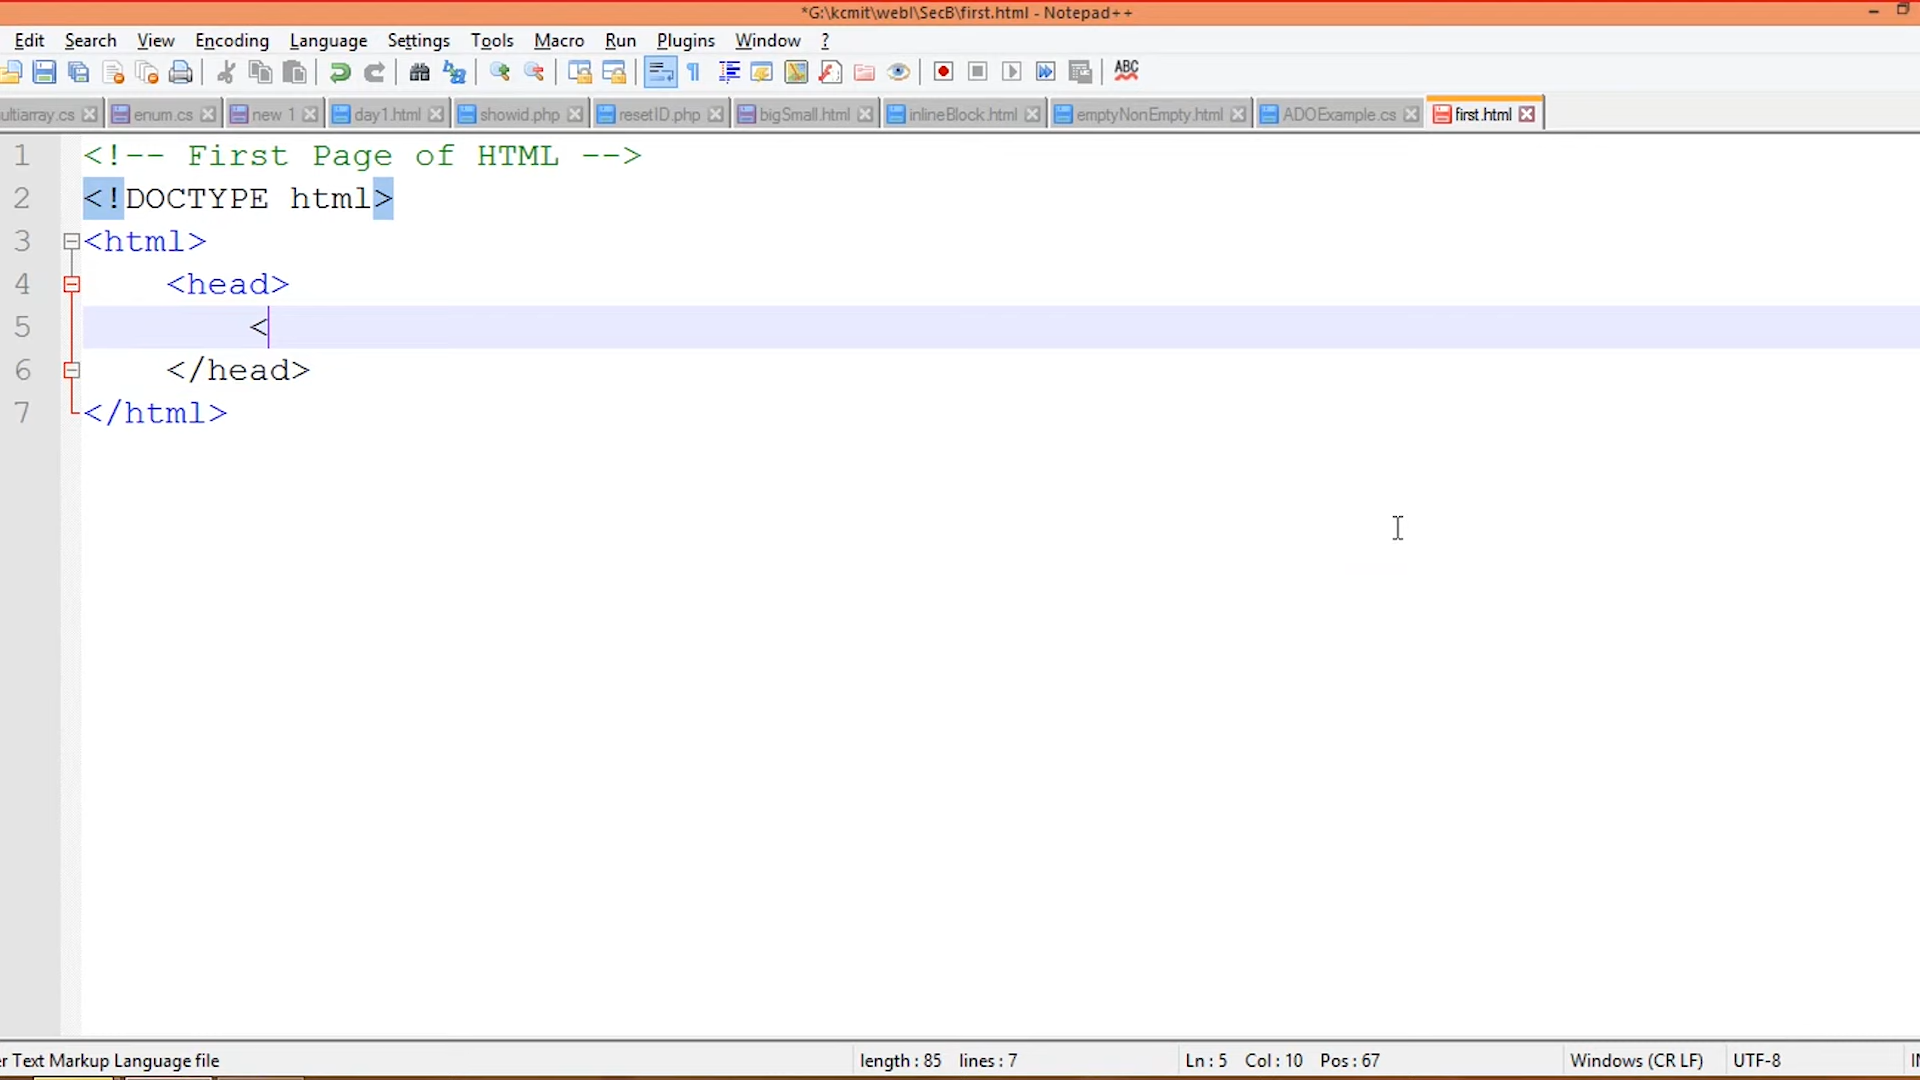 *G:\kcmit\webI\SecB\first.html - Notepad++
Edit Search View Encoding Language Settings Tools Macro Run Plugins Window ?
ABC
ultiarray.cs enum.cs new 1 day1.html showid.php resetID.php bigSmall.html inlineBlock.html emptyNonEmpty.html ADOExample.cs first.html
1 <!-- First Page of HTML -->
2 <!DOCTYPE html>
3 <html>
4 <head>
5 <
6 </head>
7 </html>
r Text Markup Language file length : 85 lines : 7 Ln : 5 Col : 10 Pos : 67 Windows (CR LF) UTF-8